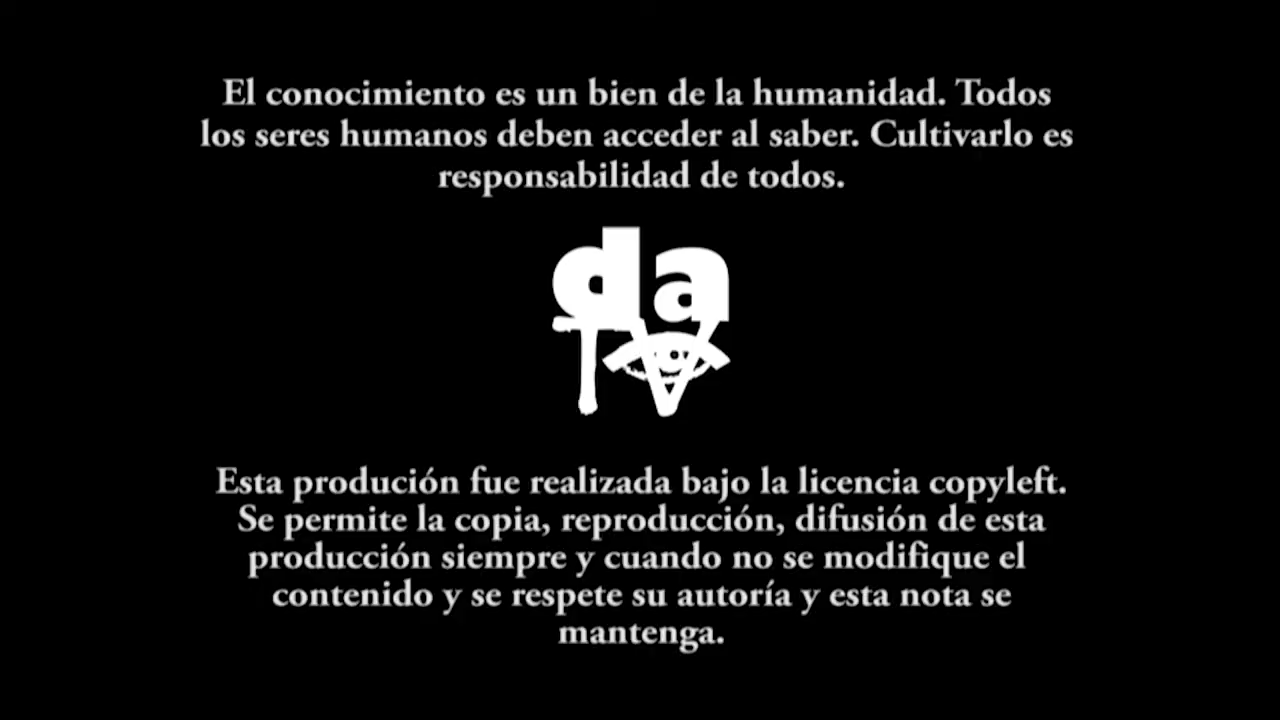 El conocimiento es un bien de la humanidad. Todos
los seres humanos deben acceder al saber. Cultivarlo es
responsabilidad de todos.
da
TV
Esta produción fue realizada bajo la licencia copyleft.
Se permite la copia, reproducción, difusión de esta
producción siempre y cuando no se modifique el
contenido y se respete su autoría y esta nota se
mantenga.